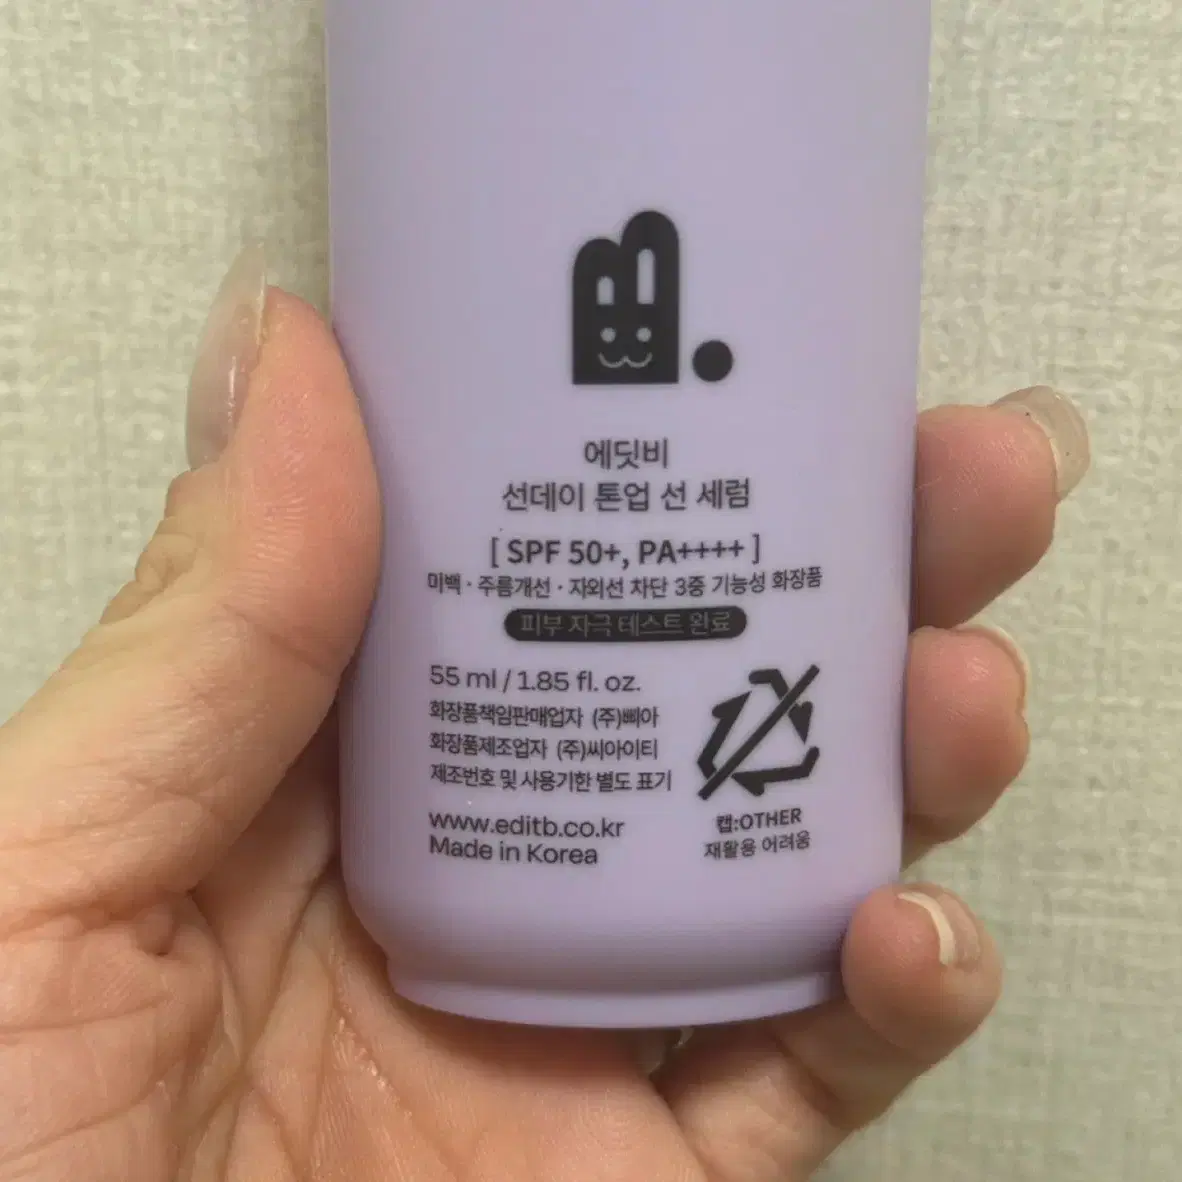 에딧비
선데이 톤업 선 세럼
[ SPF 50+, PA++++ ]
미백 · 주름개선 · 자외선 차단 3중 기능성 화장품
피부 자극 테스트 완료
55 ml / 1.85 fl. oz.
화장품책임판매업자 (주)삐아
화장품제조업자 (주)씨아이티
제조번호 및 사용기한 별도 표기
www.editb.co.kr
Made in Korea
캡:OTHER
재활용 어려움